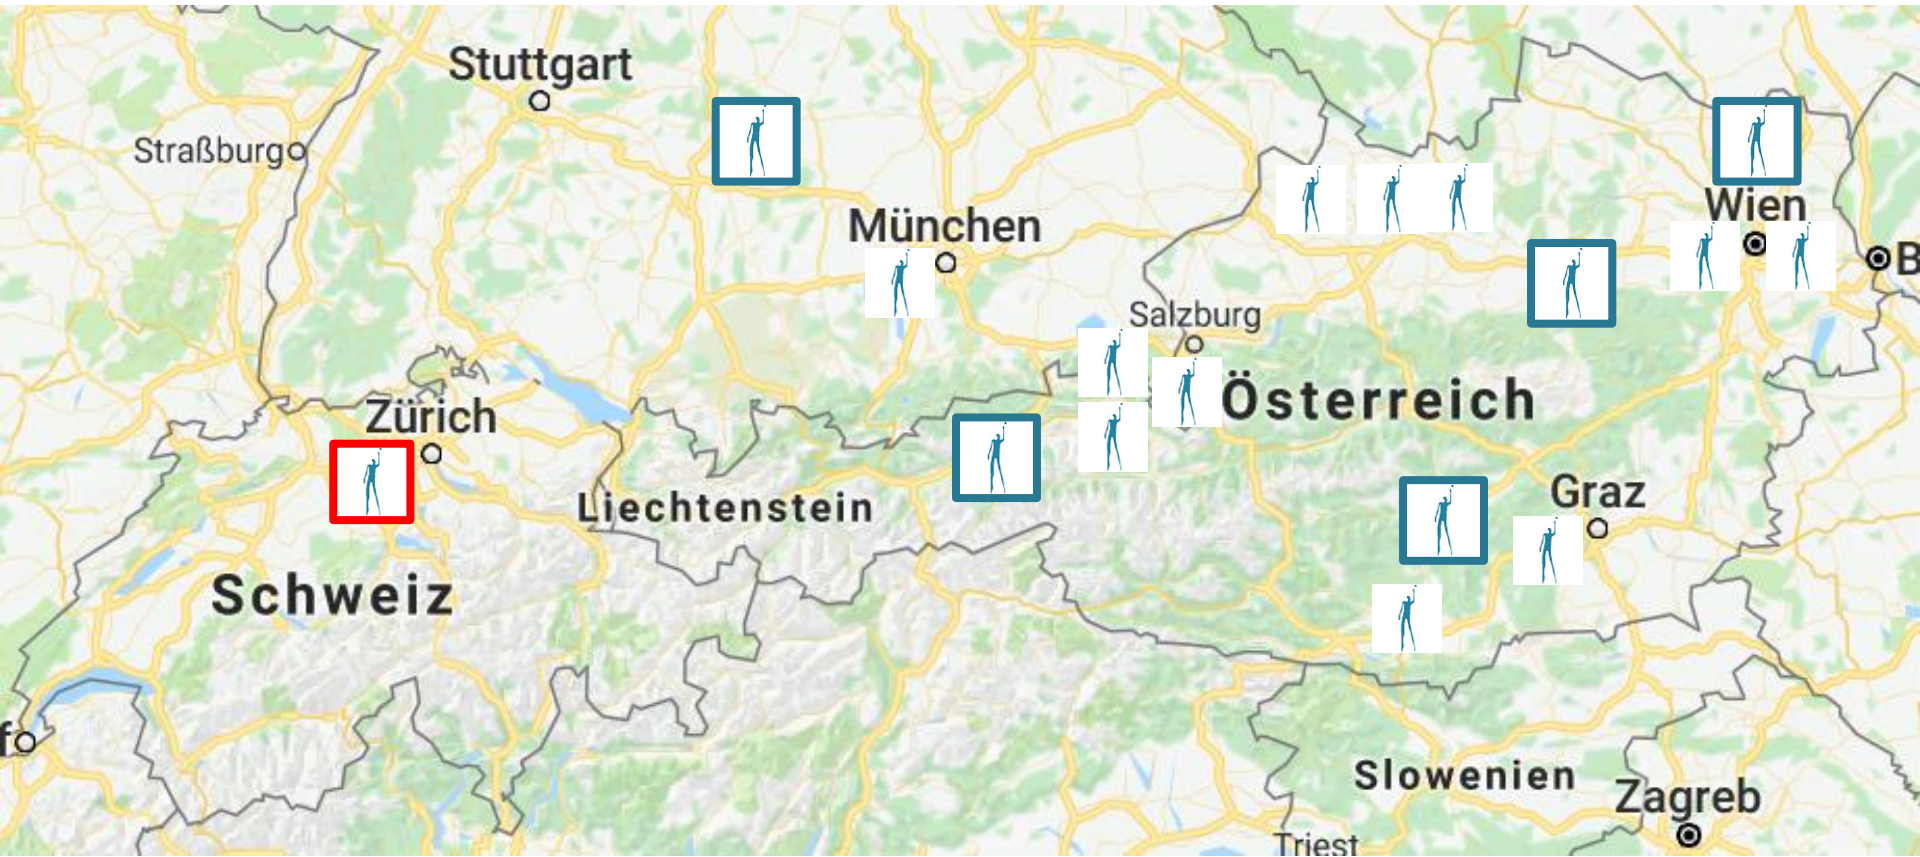 Stuttgart
Straßburg
München
Wien
B
Salzburg
Zürich
Österreich
Liechtenstein
Graz
Schweiz
f
Slowenien
Zagreb
Triest